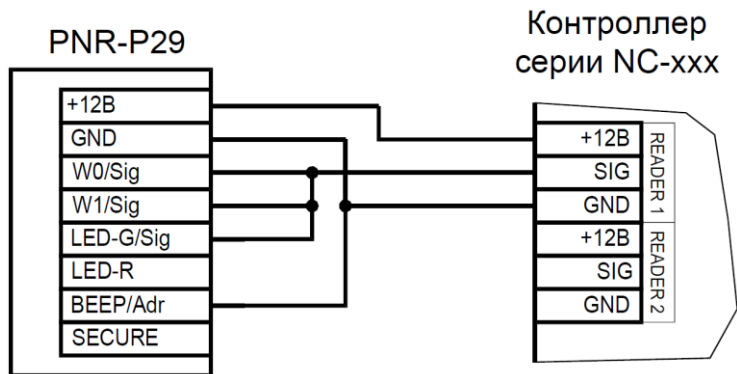 PNR-P29
Контроллер
серии NC-xxx
+12В
GND
W0/Sig
W1/Sig
LED-G/Sig
LED-R
BEEP/Adr
SECURE
+12В
SIG
GND
READER 1
+12В
SIG
GND
READER 2